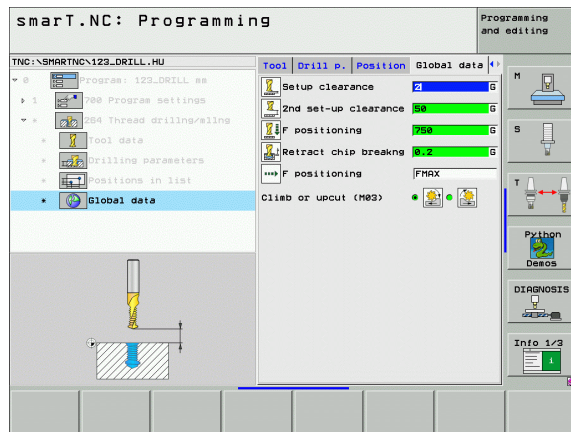 smarT.NC: Programming
Programming
and editing
TNC:\SMARTNC\123_DRILL.HU
0 Program: 123_DRILL mm
1 700 Program settings
* 264 Thread drillng/mllng
* Tool data
* Drilling parameters
* Positions in list
* Global data
Tool Drill p. Position Global data
Setup clearance 2 G
2nd set-up clearance 50 G
F positioning 750 G
Retract chip breakng 0.2 G
F positioning FMAX
Climb or upcut (M03)
M
S
T
Python
Demos
DIAGNOSIS
Info 1/3